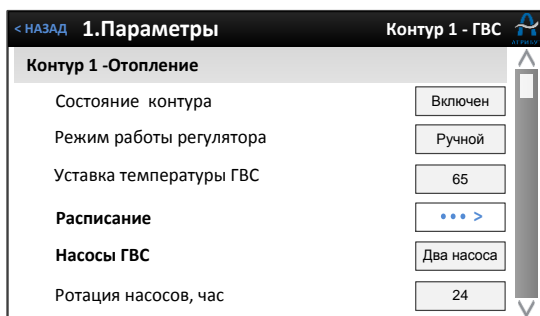 < НАЗАД 1.Параметры Контур 1 - ГВС
Контур 1 -Отопление
Состояние контура Включен
Режим работы регулятора Ручной
Уставка температуры ГВС 65
Расписание ••• >
Насосы ГВС Два насоса
Ротация насосов, час 24